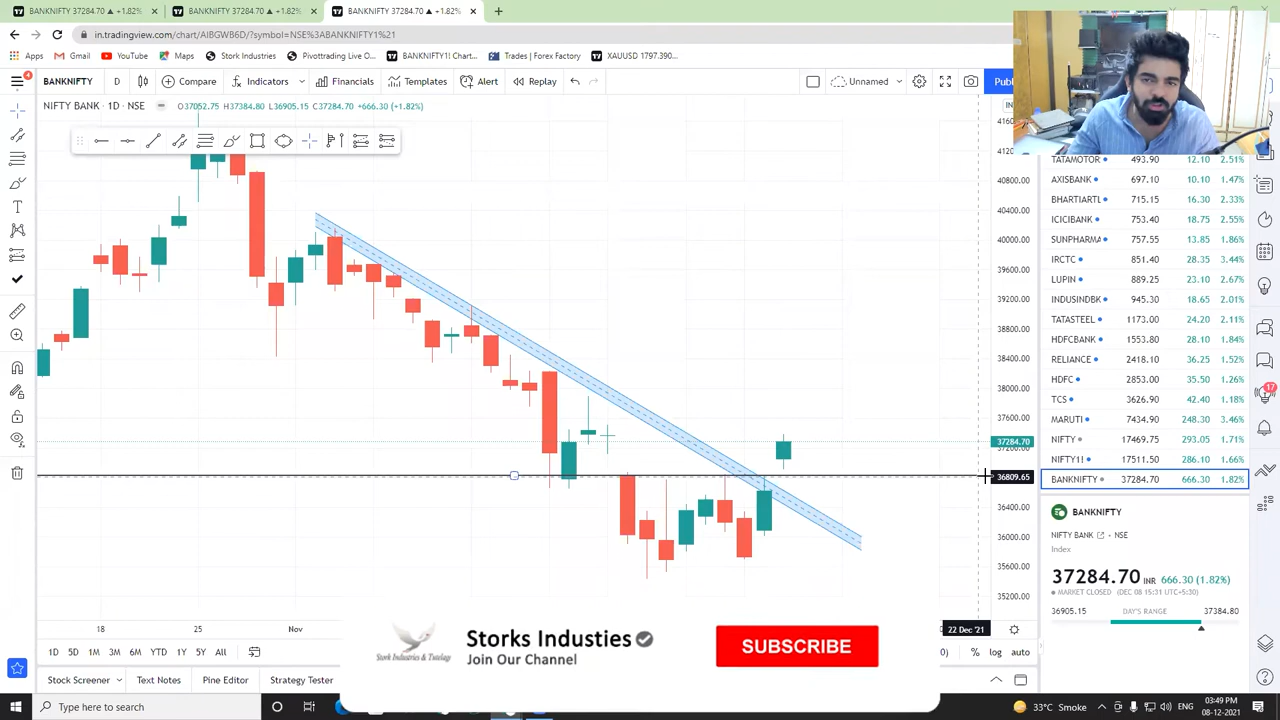 BANKNIFTY 37284.70 ▲ +1.82%
BANKNIFTY 37284.70 ▲ +1.82%
BANKNIFTY 37284.70 ▲ +1.82%
in.tradingview.com/chart/AIBGWB6D/?symbol=NSE%3ABANKNIFTY1%21
Apps
Gmail
YouTube
Maps
Stork Industries
Pivottrading Live O...
BANKNIFTY1! Chart...
Trades | Forex Factory
XAUUSD 1797.390...
4
BANKNIFTY
D
Compare
Indicators
Financials
Templates
Alert
Replay
Unnamed
Publ
NIFTY BANK · 1D · NSE
O37052.75 H37384.80 L36905.15 C37284.70 +666.30 (+1.82%)
41200.00
40800.00
40400.00
40000.00
39600.00
39200.00
38800.00
38400.00
38000.00
37600.00
37284.70
36809.65
36400.00
36000.00
35600.00
35200.00
TATAMOTOR 493.90 12.10 2.51%
AXISBANK 697.10 10.10 1.47%
BHARTIARTL 715.15 16.30 2.33%
ICICIBANK 753.40 18.75 2.55%
SUNPHARMA 757.55 13.85 1.86%
IRCTC 851.40 28.35 3.44%
LUPIN 889.25 23.10 2.67%
INDUSINDBK 945.30 18.65 2.01%
TATASTEEL 1173.00 24.20 2.11%
HDFCBANK 1553.80 28.10 1.84%
RELIANCE 2418.10 36.25 1.52%
HDFC 2853.00 35.50 1.26%
TCS 3626.90 42.40 1.18%
MARUTI 7434.90 248.30 3.46%
NIFTY 17469.75 293.05 1.71%
NIFTY1! 17511.50 286.10 1.66%
BANKNIFTY 37284.70 666.30 1.82%
17
BANKNIFTY
NIFTY BANK · NSE
Index
37284.70 INR 666.30 (1.82%)
MARKET CLOSED (DEC 08 15:31 UTC+5:30)
36905.15 DAY'S RANGE 37384.80
18
25
Nov
22 Dec '21
1D 5D 1M 3M 6M YTD 1Y 5Y All
% log auto
Storks Industies
Join Our Channel
Stork Industries & Tutelage
SUBSCRIBE
Stock Screener
Text Notes
Pine Editor
Strategy Tester
Type here to search
33°C Smoke
ENG
03:49 PM
08-12-2021